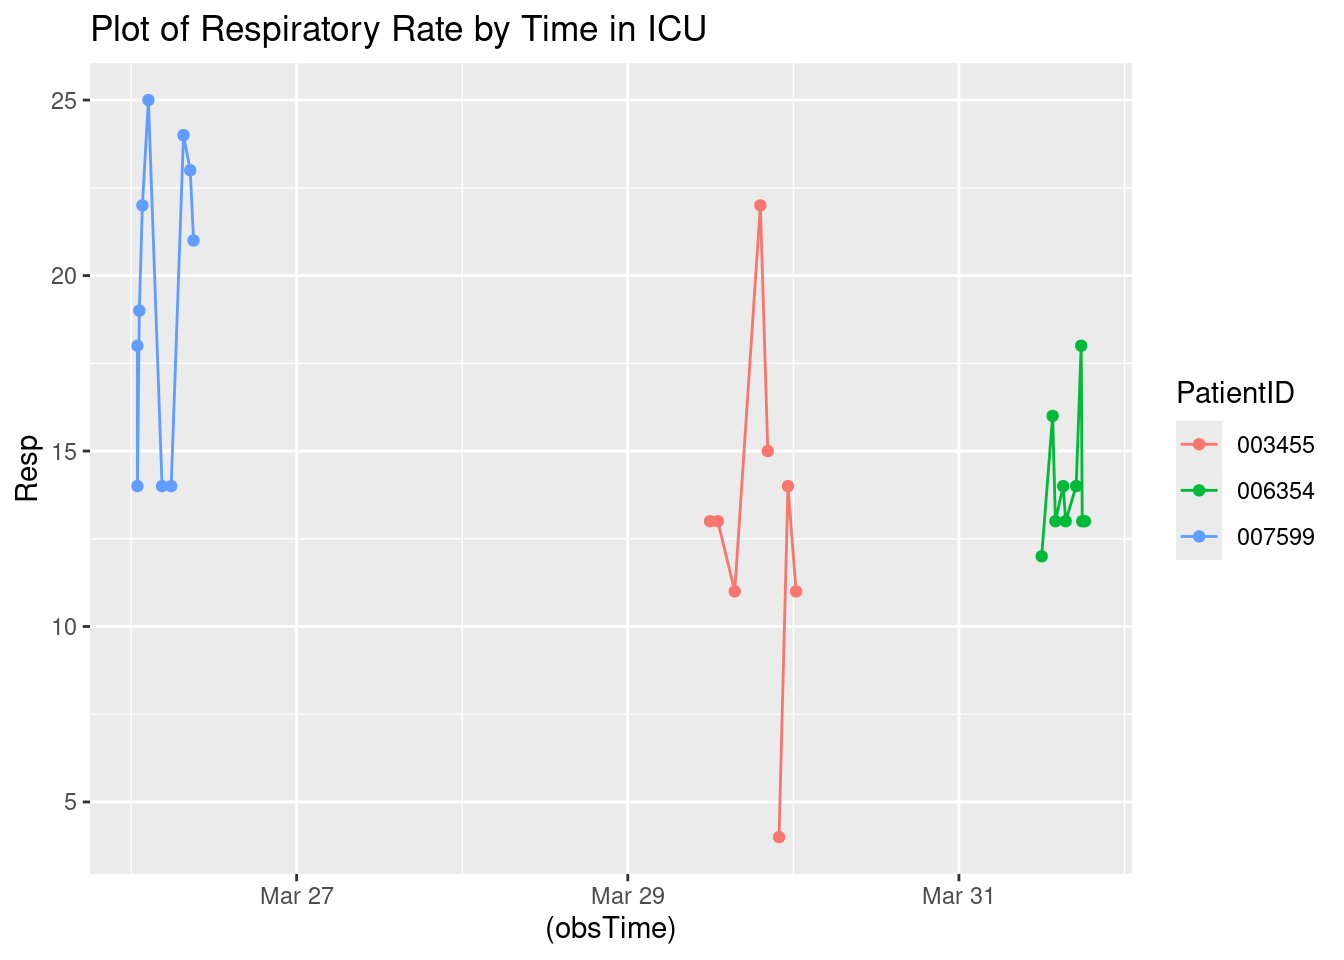 Plot of Respiratory Rate by Time in ICU
25
20
15
10
5
Resp
Mar 27
Mar 29
Mar 31
(obsTime)
PatientID
003455
006354
007599